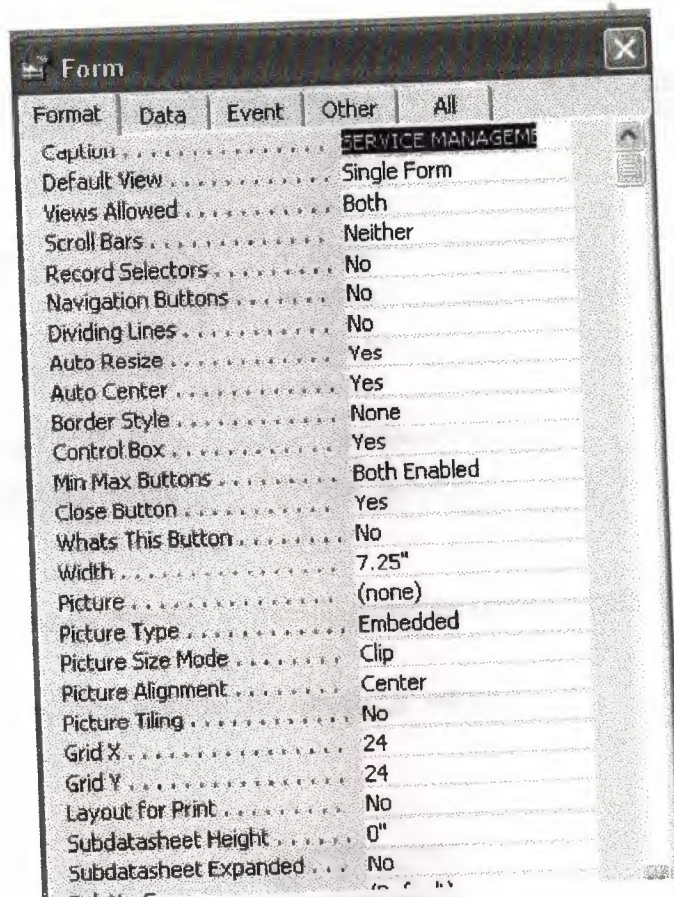 Form
Format Data Event Other All
Caption . . . . . . . . . . . . . . SERVICE MANAGEME
Default View . . . . . . . . . . . Single Form
Views Allowed . . . . . . . . . . Both
Scroll Bars . . . . . . . . . . . . Neither
Record Selectors . . . . . . . . . No
Navigation Buttons . . . . . . . No
Dividing Lines . . . . . . . . . . No
Auto Resize . . . . . . . . . . . Yes
Auto Center . . . . . . . . . . . Yes
Border Style . . . . . . . . . . . None
Control Box . . . . . . . . . . . Yes
Min Max Buttons . . . . . . . . Both Enabled
Close Button . . . . . . . . . . Yes
Whats This Button . . . . . . . No
Width . . . . . . . . . . . . . . 7.25"
Picture . . . . . . . . . . . . . (none)
Picture Type . . . . . . . . . . Embedded
Picture Size Mode . . . . . . . Clip
Picture Alignment . . . . . . . Center
Picture Tiling . . . . . . . . . . No
Grid X . . . . . . . . . . . . . 24
Grid Y . . . . . . . . . . . . . 24
Layout for Print . . . . . . . . No
Subdatasheet Height . . . . . . 0"
Subdatasheet Expanded . . . No